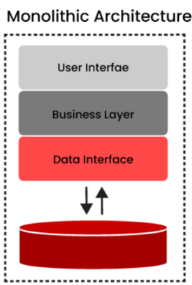 Monolithic Architecture
User Interfae
Business Layer
Data Interface